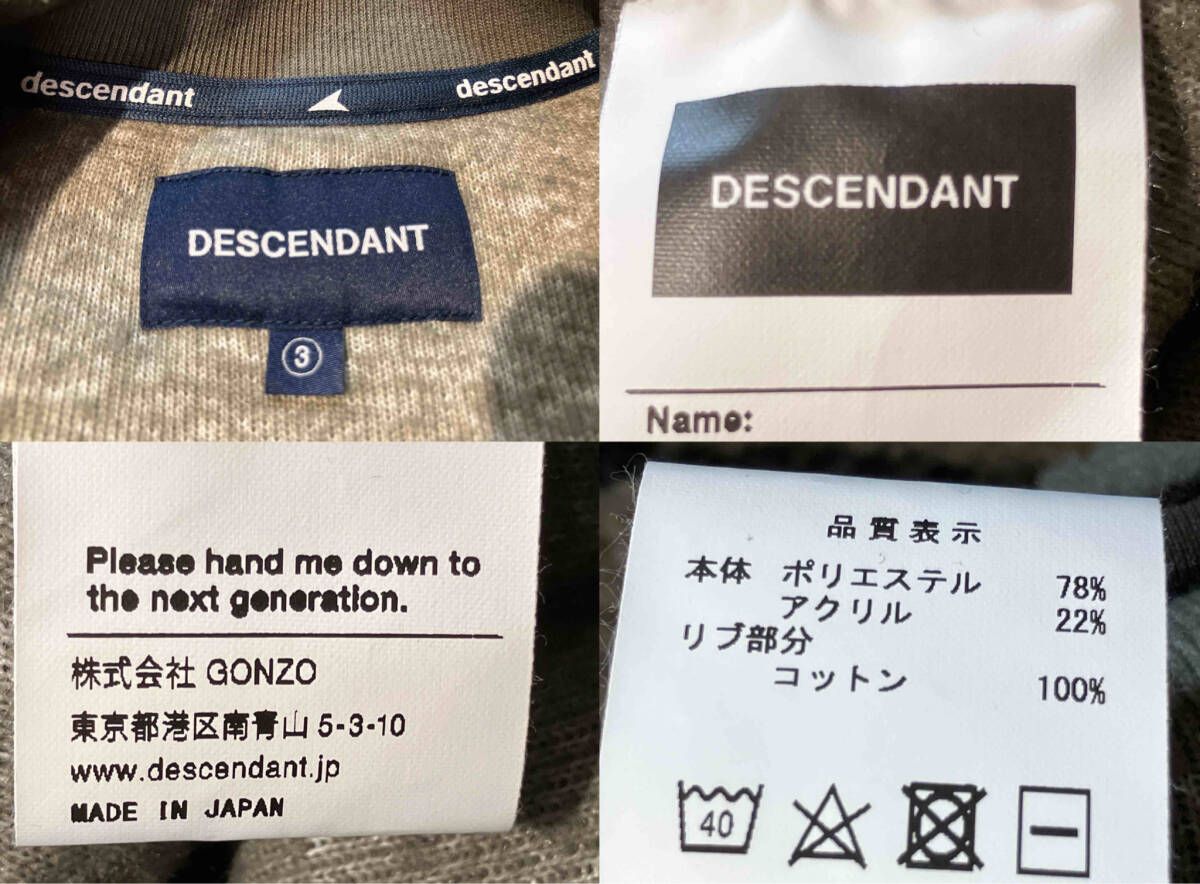 descendant descendant
DESCENDANT
3
DESCENDANT
Name:
Please hand me down to
the next generation.
株式会社 GONZO
東京都港区南青山 5-3-10
www.descendant.jp
MADE IN JAPAN
品質表示
本体 ポリエステル 78%
アクリル 22%
リブ部分
コットン 100%
40